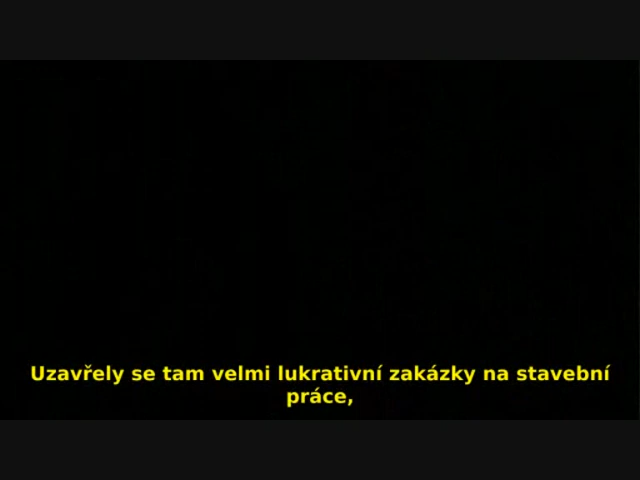 Uzavřely se tam velmi lukrativní zakázky na stavební
práce,